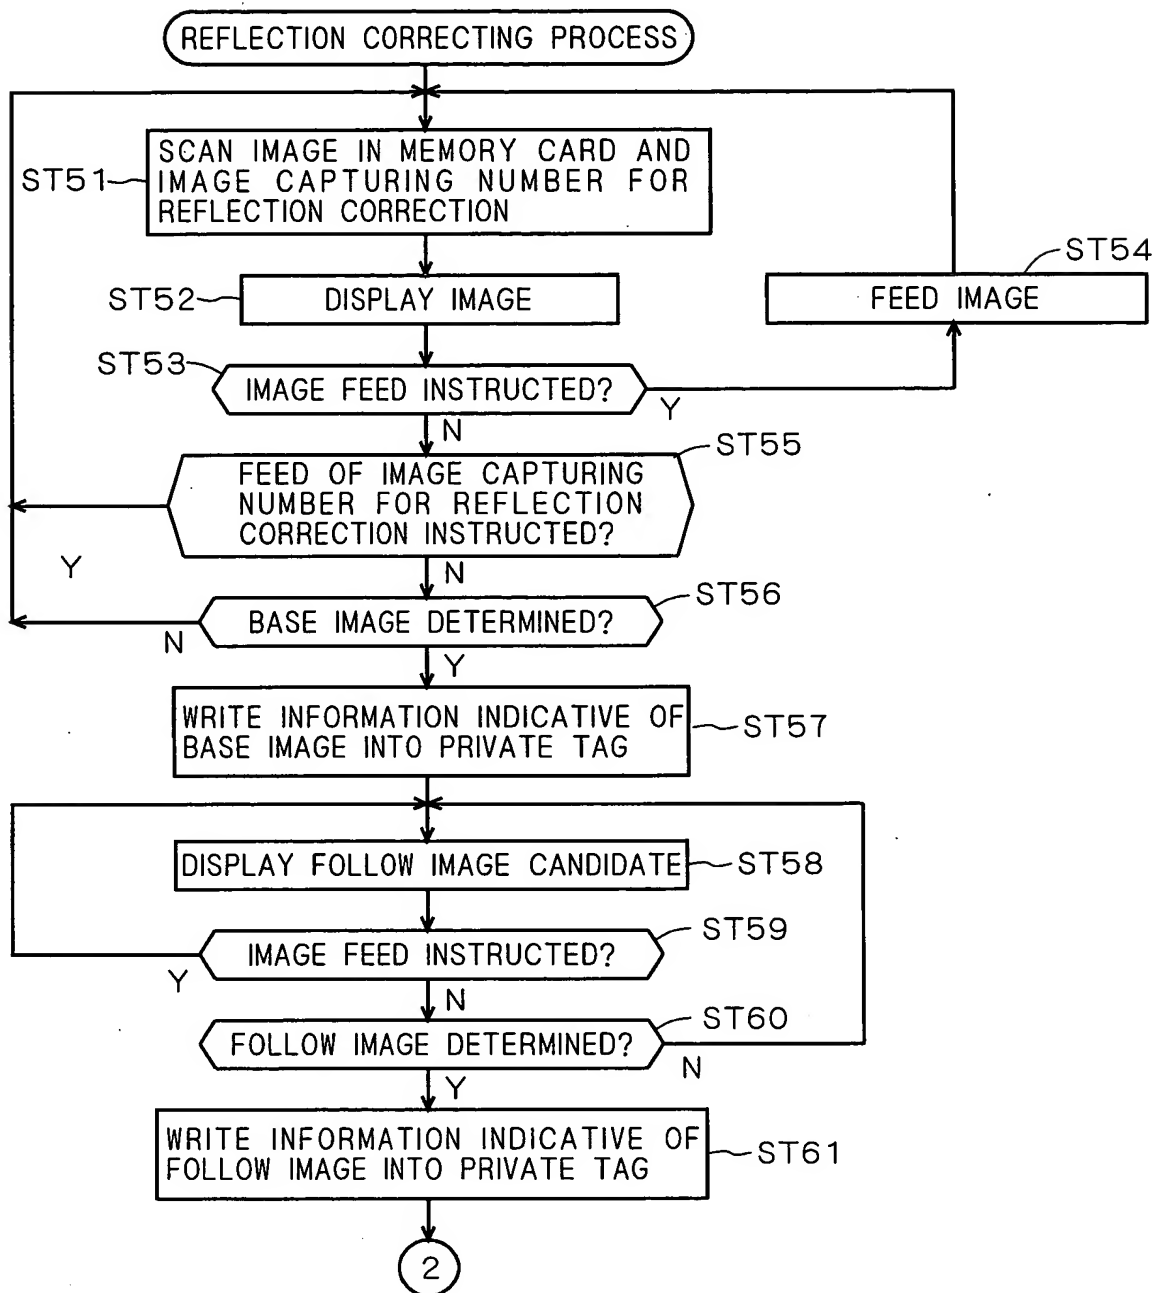 REFLECTION CORRECTING PROCESS
SCAN IMAGE IN MEMORY CARD AND
IMAGE CAPTURING NUMBER FOR
REFLECTION CORRECTION
ST51
ST54
FEED IMAGE
ST52
DISPLAY IMAGE
ST53
IMAGE FEED INSTRUCTED?
Y
N
ST55
FEED OF IMAGE CAPTURING
NUMBER FOR REFLECTION
CORRECTION INSTRUCTED?
Y
N
ST56
BASE IMAGE DETERMINED?
N
Y
WRITE INFORMATION INDICATIVE OF
BASE IMAGE INTO PRIVATE TAG
ST57
DISPLAY FOLLOW IMAGE CANDIDATE
ST58
ST59
IMAGE FEED INSTRUCTED?
Y
N
ST60
FOLLOW IMAGE DETERMINED?
N
Y
WRITE INFORMATION INDICATIVE OF
FOLLOW IMAGE INTO PRIVATE TAG
ST61
2